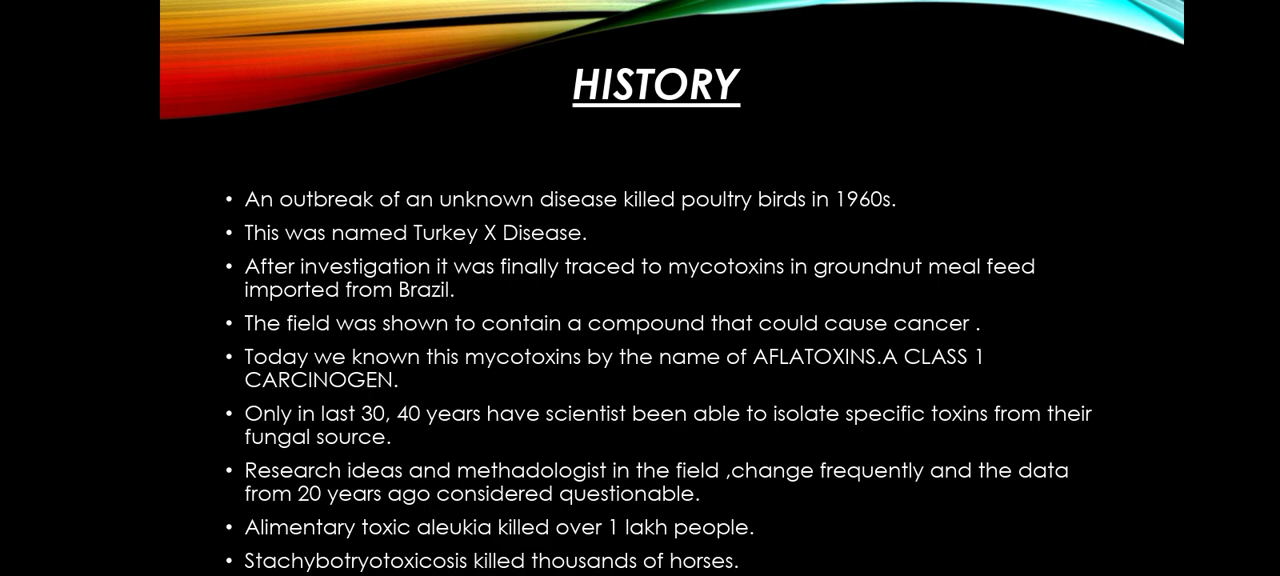 HISTORY
• An outbreak of an unknown disease killed poultry birds in 1960s.
• This was named Turkey X Disease.
• After investigation it was finally traced to mycotoxins in groundnut meal feed
imported from Brazil.
• The field was shown to contain a compound that could cause cancer .
• Today we known this mycotoxins by the name of AFLATOXINS.A CLASS 1
CARCINOGEN.
• Only in last 30, 40 years have scientist been able to isolate specific toxins from their
fungal source.
• Research ideas and methadologist in the field ,change frequently and the data
from 20 years ago considered questionable.
• Alimentary toxic aleukia killed over 1 lakh people.
• Stachybotryotoxicosis killed thousands of horses.